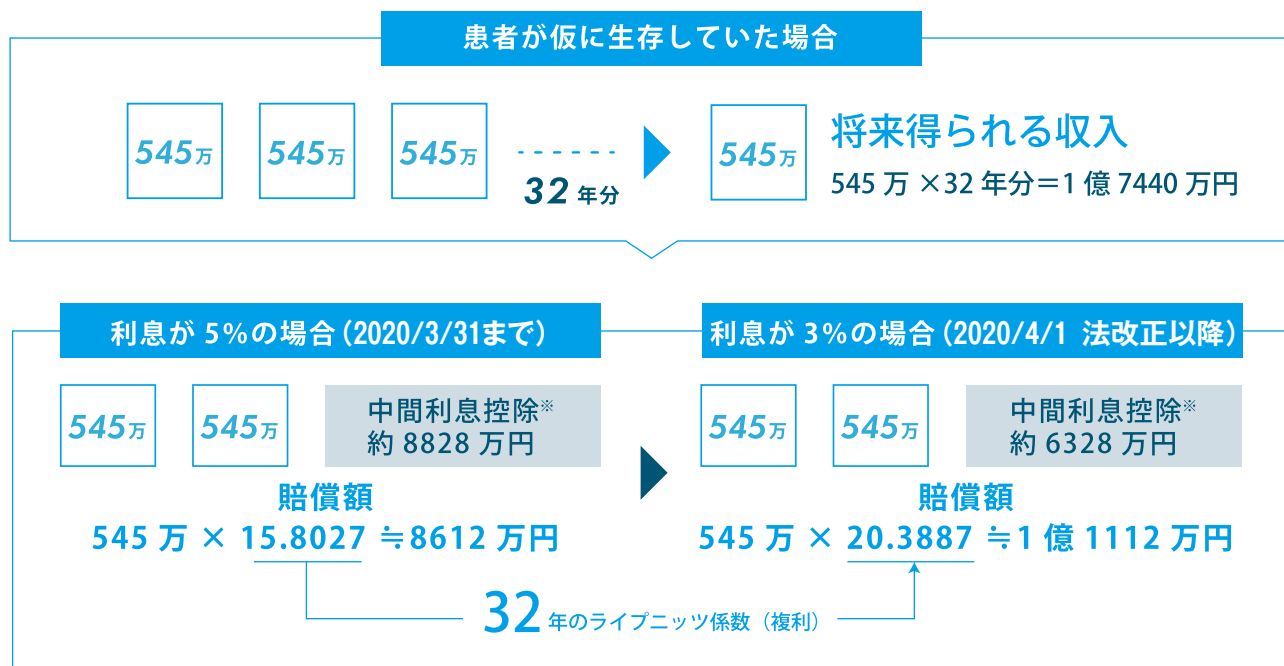 患者が仮に生存していた場合
545万 545万 545万 32年分 545万
将来得られる収入
545万×32年分=1億7440万円
利息が5%の場合(2020/3/31まで)
545万 545万
中間利息控除※
約8828万円
賠償額
545万×15.8027≒8612万円
利息が3%の場合(2020/4/1 法改正以降)
545万 545万
中間利息控除※
約6328万円
賠償額
545万×20.3887≒1億1112万円
32年のライプニッツ係数(複利)